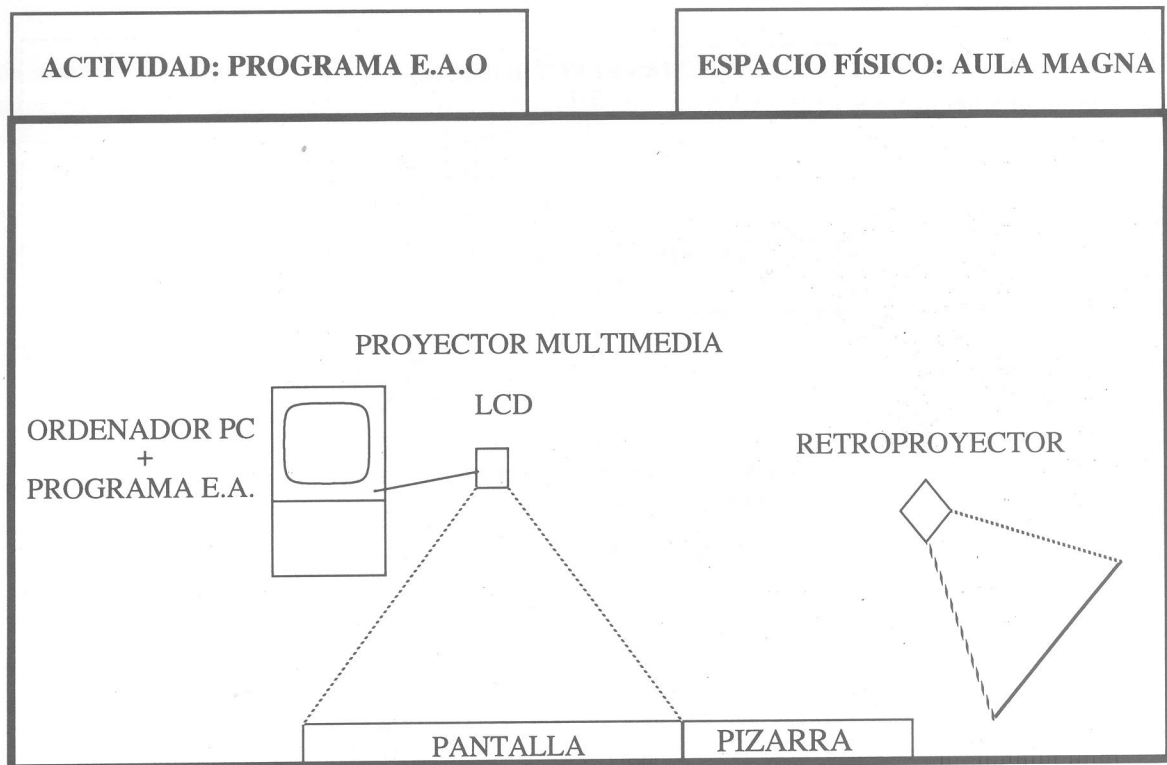 ACTIVIDAD: PROGRAMA E.A.O
ESPACIO FÍSICO: AULA MAGNA
PROYECTOR MULTIMEDIA
LCD
ORDENADOR PC
+
PROGRAMA E.A.
RETROPROYECTOR
PANTALLA
PIZARRA